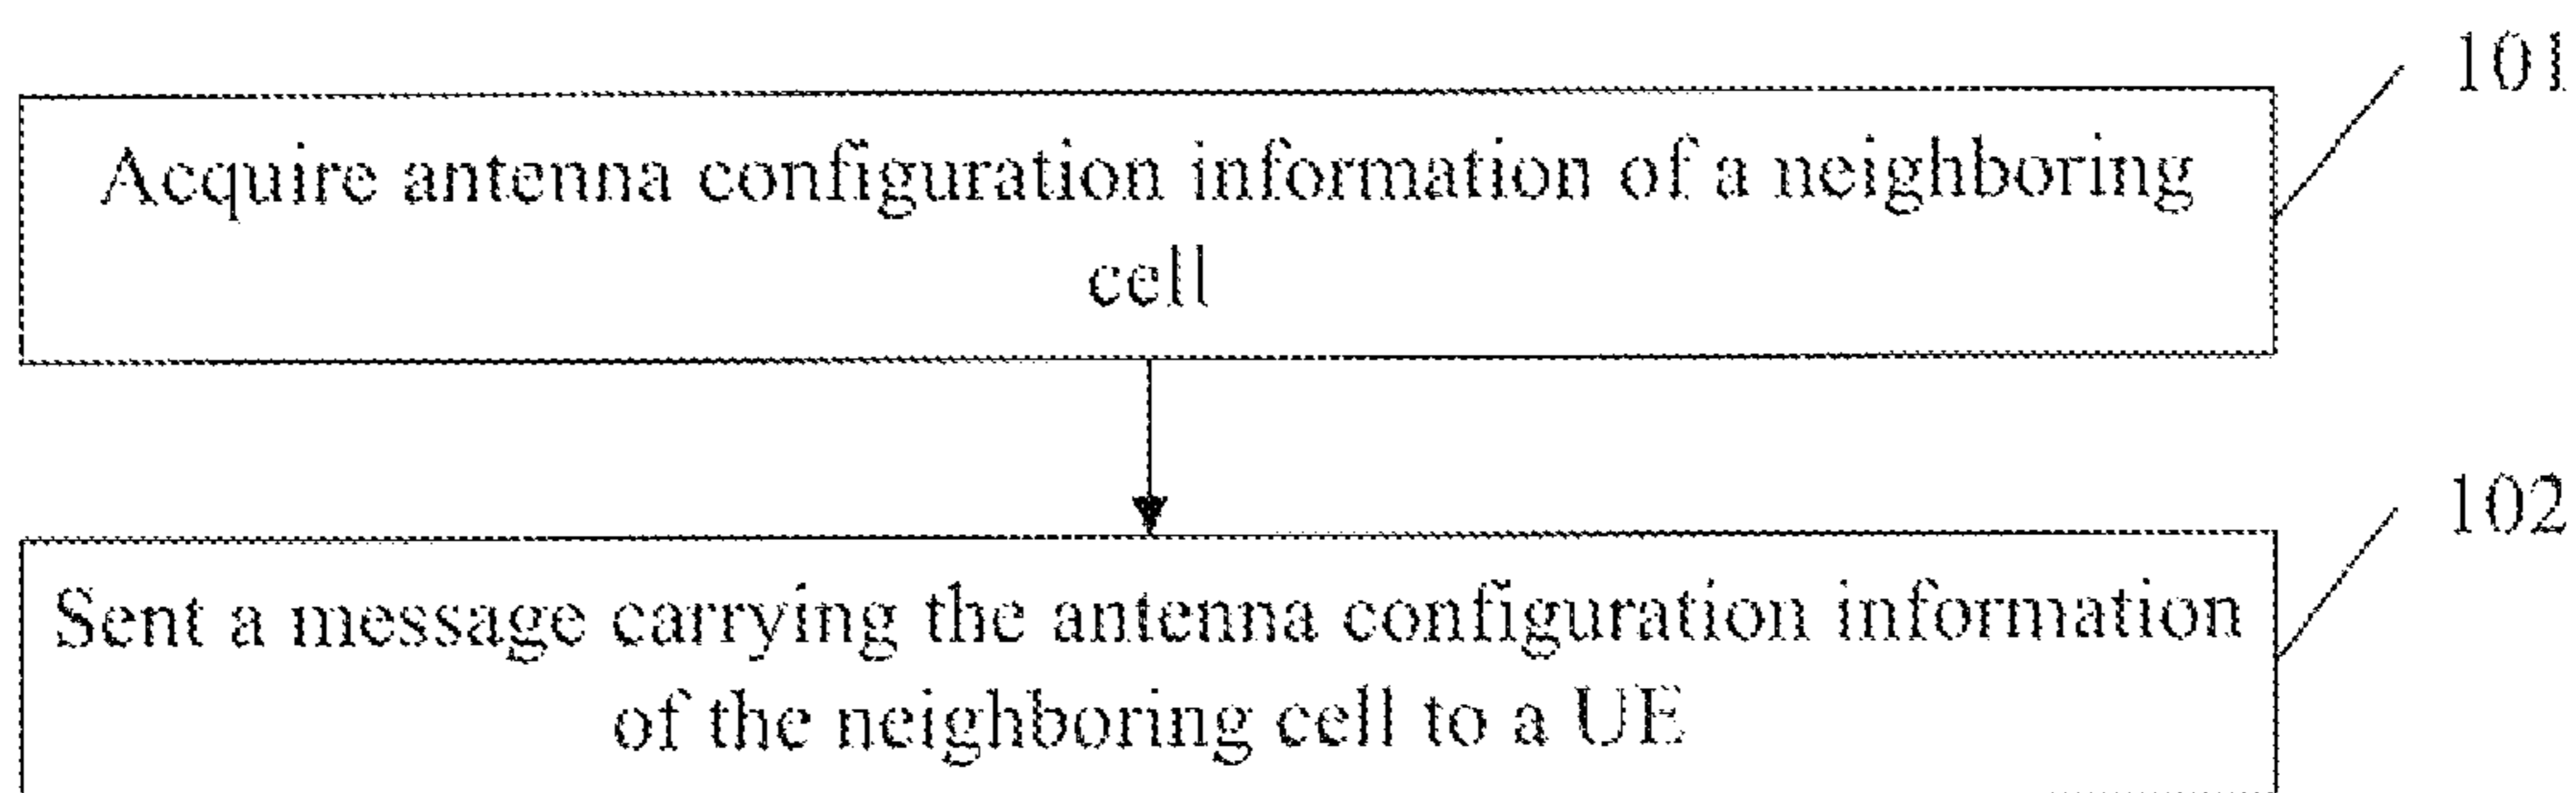 101
Acquire antenna configuration information of a neighboring
cell
102
Sent a message carrying the antenna configuration information
of the neighboring cell to a UE